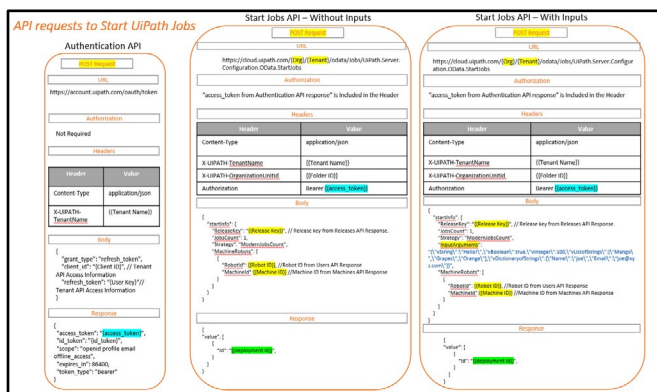 API requests to Start UiPath Jobs
Authentication API
POST Request
URL
https://account.uipath.com/oauth/token
Authorization
Not Required
Headers
Header Value
Content-Type application/json
X-UIPATH-TenantName {{Tenant Name}}
Body
{
"grant_type": "refresh_token",
"client_id": "{Client ID}", // Tenant
API Access Information
"refresh_token": "{User Key}"//
Tenant API Access Information
}
Response
{
"access_token": "{access_token}",
"id_token": "{id_token}",
"scope": "openid profile email
offline_access",
"expires_in": 86400,
"token_type": "Bearer"
}
Start Jobs API – Without Inputs
POST Request
URL
https://cloud.uipath.com/{Org}/{Tenant}/odata/Jobs/UiPath.Server.
Configuration.OData.StartJobs
Authorization
"access_token from Authentication API response" is Included in the Header
Headers
Header Value
Content-Type application/json
X-UIPATH-TenantName {{Tenant Name}}
X-UIPATH-OrganizationUnitId {{Folder ID}}
Authorization Bearer {{access_token}}
Body
{
"startInfo": {
"ReleaseKey": "{{Release Key}}", // Release key from Releases API Response.
"JobsCount": 1,
"Strategy": "ModernJobsCount",
"MachineRobots": [
{
"RobotId": {{Robot ID}}, //Robot ID from Users API Response
"MachineId": {{Machine ID}} //Machine ID from Machines API Response
}
]
}
}
Response
{
"value": [
{
"Id": "{{deployment id}}",
}
]
}
Start Jobs API – With Inputs
POST Request
URL
https://cloud.uipath.com/{Org}/{Tenant}/odata/Jobs/UiPath.Server.Configur
ation.OData.StartJobs
Authorization
"access_token from Authentication API response" is Included in the Header
Headers
Header Value
Content-Type application/json
X-UIPATH-TenantName {{Tenant Name}}
X-UIPATH-OrganizationUnitId {{Folder ID}}
Authorization Bearer {{access_token}}
Body
{
"startInfo": {
"ReleaseKey": "{{Release Key}}", // Release key from Releases API Response.
"JobsCount": 1,
"Strategy": "ModernJobsCount",
"InputArguments":
"MachineRobots": [
{
"RobotId": {{Robot ID}}, //Robot ID from Users API Response
"MachineId": {{Machine ID}} //Machine ID from Machines API Response
}
]
}
}
Response
{
"value": [
{
"Id": "{{deployment id}}",
}
]
}